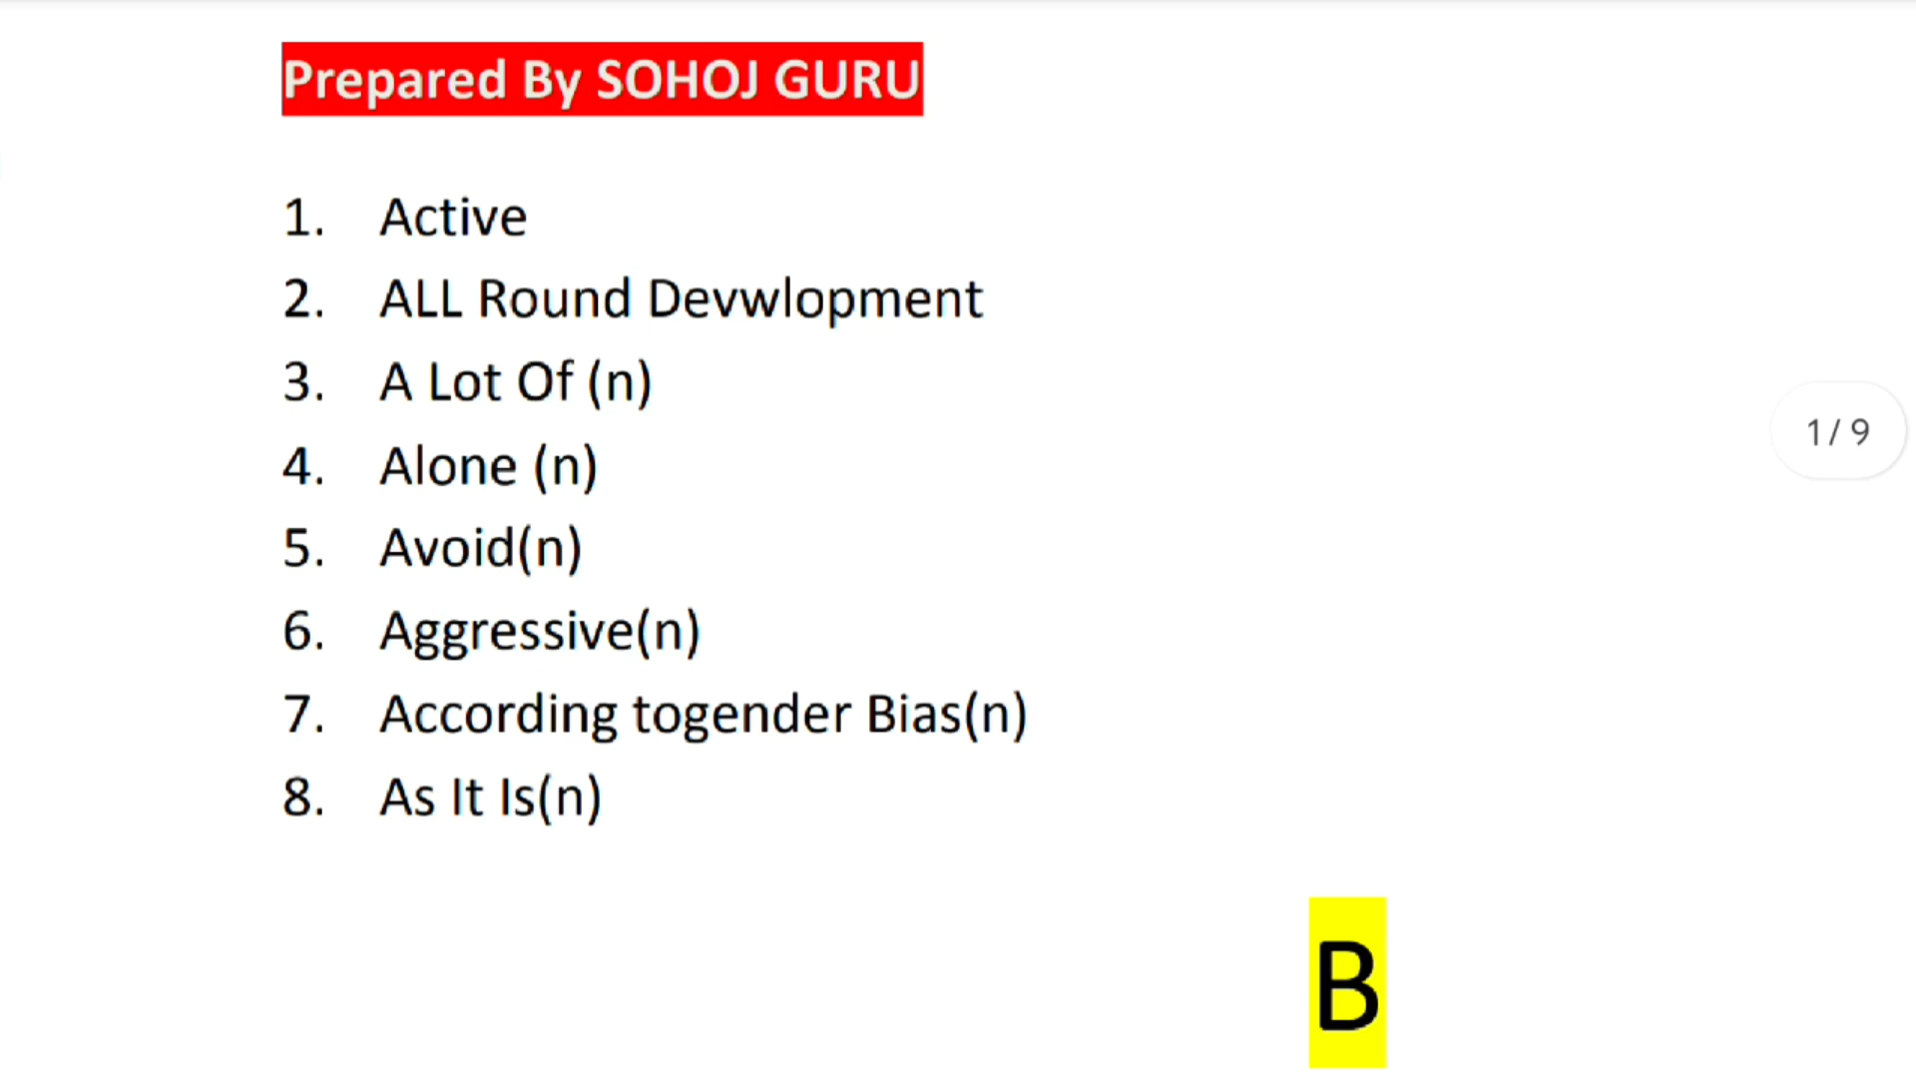 Prepared By SOHOJ GURU
1. Active
2. ALL Round Devwlopment
3. A Lot Of (n)
4. Alone (n)
5. Avoid(n)
6. Aggressive(n)
7. According togender Bias(n)
8. As It Is(n)
1 / 9
B